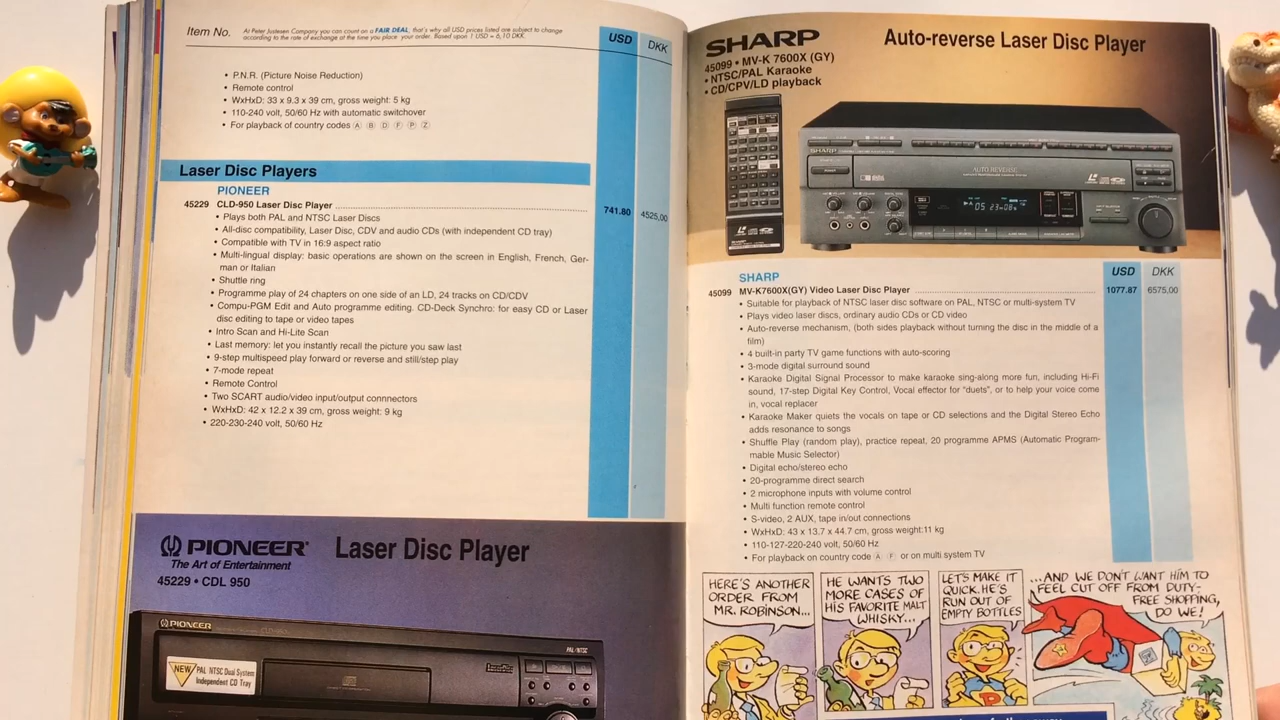 Item No.
At Peter Justesen Company you can count on a FAIR DEAL, that's why all USD prices listed are subject to change
according to the rate of exchange at the time you place your order. Based upon 1 USD = 6,10 DKK.
USD DKK
• P.N.R. (Picture Noise Reduction)
• Remote control
• WxHxD: 33 x 9.3 x 39 cm, gross weight: 5 kg
• 110-240 volt, 50/60 Hz with automatic switchover
• For playback of country codes A B D F P Z
Laser Disc Players
PIONEER
45229 CLD-950 Laser Disc Player 741.80 4525,00
• Plays both PAL and NTSC Laser Discs
• All-disc compatibility, Laser Disc, CDV and audio CDs (with independent CD tray)
• Compatible with TV in 16:9 aspect ratio
• Multi-lingual display: basic operations are shown on the screen in English, French, Ger-
man or Italian
• Shuttle ring
• Programme play of 24 chapters on one side of an LD, 24 tracks on CD/CDV
• Compu-PGM Edit and Auto programme editing. CD-Deck Synchro: for easy CD or Laser
disc editing to tape or video tapes
• Intro Scan and Hi-Lite Scan
• Last memory: let you instantly recall the picture you saw last
• 9-step multispeed play forward or reverse and still/step play
• 7-mode repeat
• Remote Control
• Two SCART audio/video input/output connnectors
• WxHxD: 42 x 12.2 x 39 cm, gross weight: 9 kg
• 220-230-240 volt, 50/60 Hz
PIONEER Laser Disc Player
The Art of Entertainment
45229 • CDL 950
PIONEER
PAL/NTSC
NEW PAL NTSC Dual System
Independent CD Tray
SHARP Auto-reverse Laser Disc Player
45099 • MV-K 7600X (GY)
• NTSC/PAL Karaoke
• CD/CPV/LD playback
SHARP
AUTO REVERSE
SHARP
USD DKK
45099 MV-K7600X(GY) Video Laser Disc Player 1077.87 6575,00
• Suitable for playback of NTSC laser disc software on PAL, NTSC or multi-system TV
• Plays video laser discs, ordinary audio CDs or CD video
• Auto-reverse mechanism, (both sides playback without turning the disc in the middle of a
film)
• 4 built-in party TV game functions with auto-scoring
• 3-mode digital surround sound
• Karaoke Digital Signal Processor to make karaoke sing-along more fun, including Hi-Fi
sound, 17-step Digital Key Control, Vocal effector for "duets", or to help your voice come
in, vocal replacer
• Karaoke Maker quiets the vocals on tape or CD selections and the Digital Stereo Echo
adds resonance to songs
• Shuffle Play (random play), practice repeat, 20 programme APMS (Automatic Program-
mable Music Selector)
• Digital echo/stereo echo
• 20-programme direct search
• 2 microphone inputs with volume control
• Multi function remote control
• S-video, 2 AUX, tape in/out connections
• WxHxD: 43 x 13.7 x 44.7 cm, gross weight:11 kg
• 110-127-220-240 volt, 50/60 Hz
• For playback on country code A F or on multi system TV
HERE'S ANOTHER
ORDER FROM
MR. ROBINSON...
HE WANTS TWO
MORE CASES OF
HIS FAVORITE MALT
WHISKY...
LET'S MAKE IT
QUICK. HE'S
RUN OUT OF
EMPTY BOTTLES
...AND WE DON'T WANT HIM TO
FEEL CUT OFF FROM DUTY-
FREE SHOPPING,
DO WE!